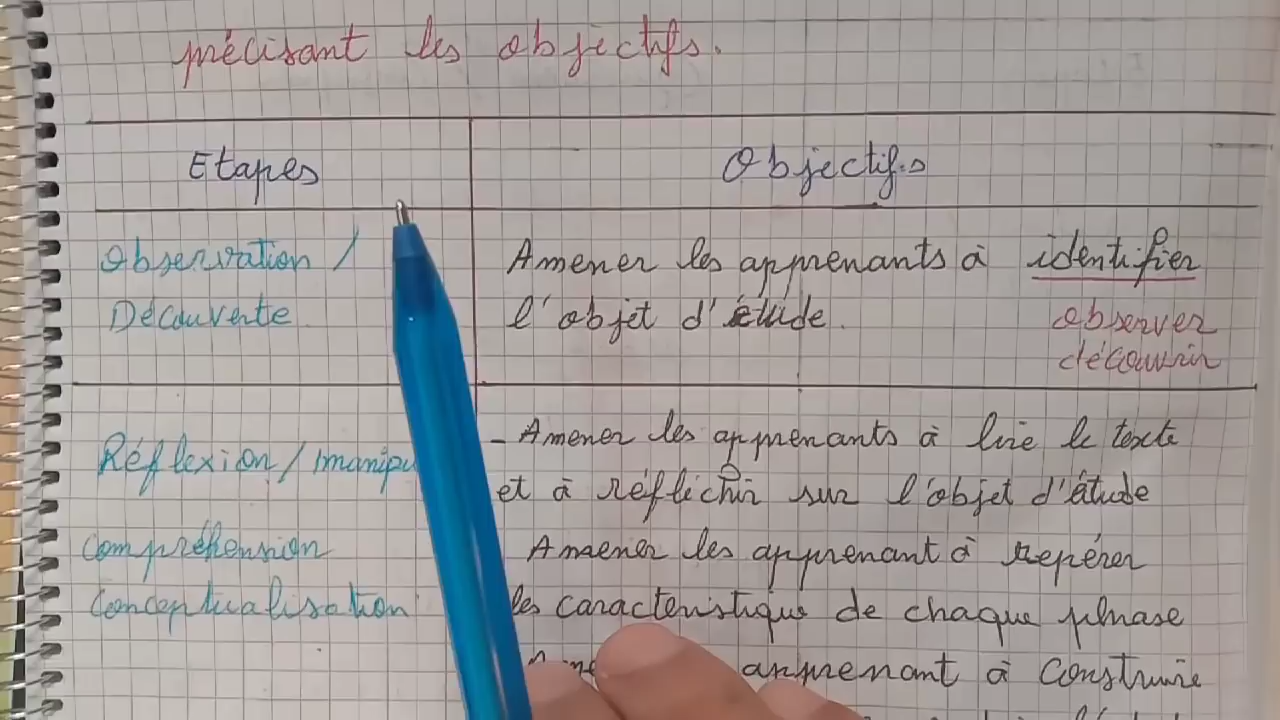 précisant les objectifs.
Etapes
Objectifs
Observation /
Découverte
Amener les apprenants à identifier
l'objet d'étude.
observer
découvrir
Réflexion / manipu
- Amener les apprenants à lire le texte
et à réfléchir sur l'objet d'étude
Compréhension
Conceptualisation
Amener les apprenant à repérer
les caractéristique de chaque phrase
apprenant à construire